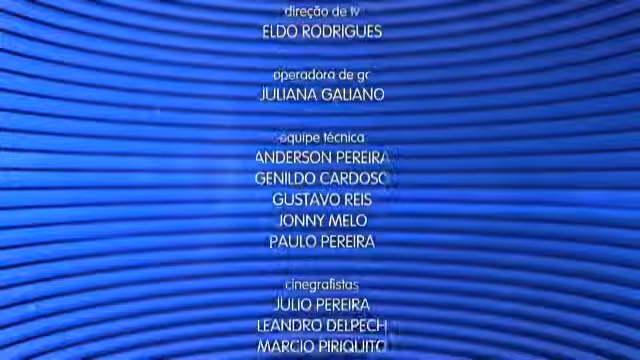 direção de tv
ELDO RODRIGUES
operadora de gc
JULIANA GALIANO
equipe técnica
ANDERSON PEREIRA
GENILDO CARDOSO
GUSTAVO REIS
JONNY MELO
PAULO PEREIRA
cinegrafistas
JULIO PEREIRA
LEANDRO DELPECH
MARCIO PIRIQUITO